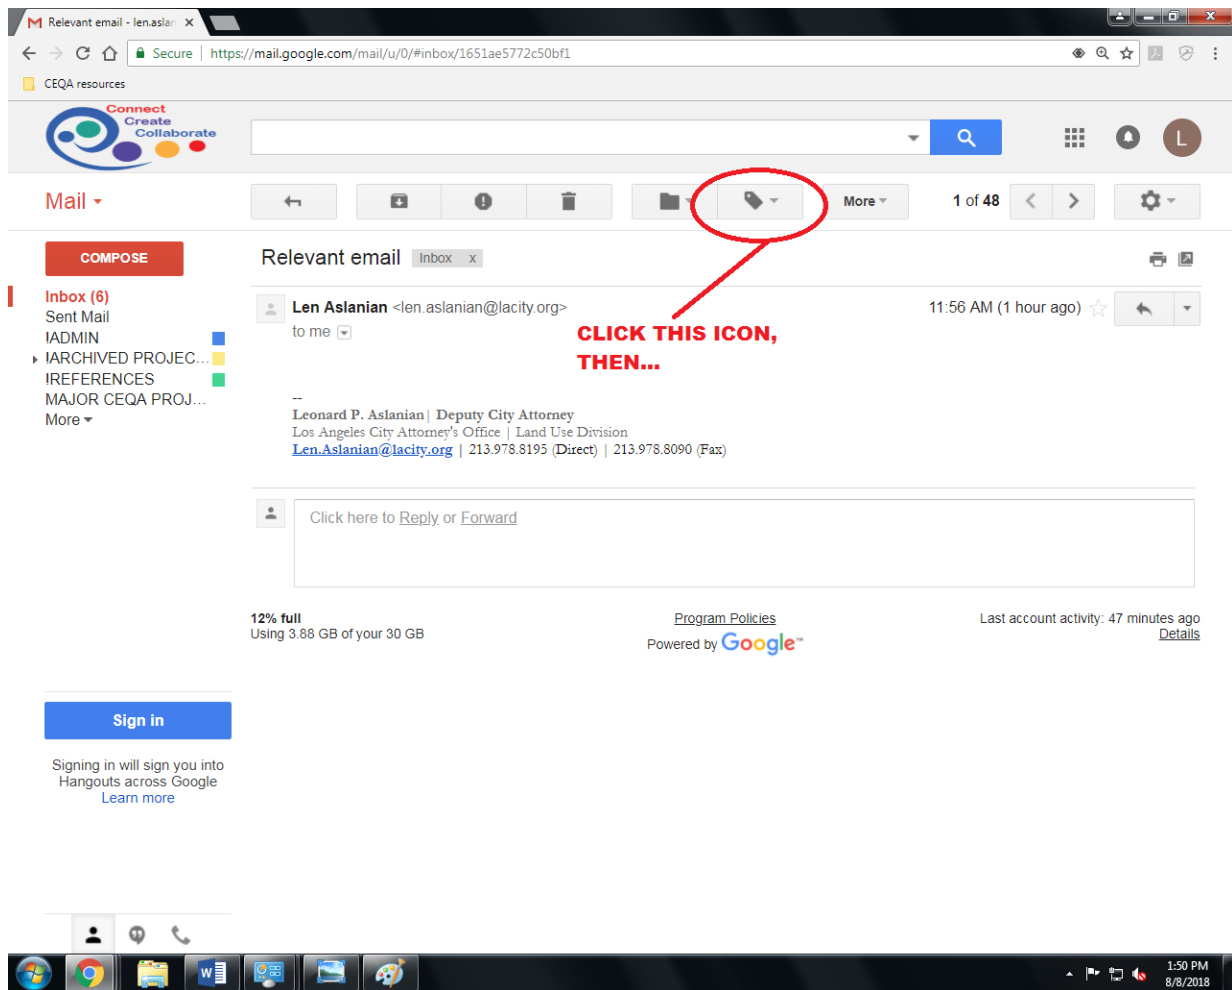 Relevant email - len.aslan
Secure | https://mail.google.com/mail/u/0/#inbox/1651ae5772c50bf1
CEQA resources
Connect
Create
Collaborate
L
Mail
More
1 of 48
COMPOSE
Relevant email Inbox x
Inbox (6)
Sent Mail
!ADMIN
!ARCHIVED PROJEC...
!REFERENCES
MAJOR CEQA PROJ...
More
Len Aslanian <len.aslanian@lacity.org>
11:56 AM (1 hour ago)
to me
CLICK THIS ICON,
THEN...
--
Leonard P. Aslanian | Deputy City Attorney
Los Angeles City Attorney's Office | Land Use Division
Len.Aslanian@lacity.org | 213.978.8195 (Direct) | 213.978.8090 (Fax)
Click here to Reply or Forward
12% full
Using 3.88 GB of your 30 GB
Program Policies
Powered by Google™
Last account activity: 47 minutes ago
Details
Sign in
Signing in will sign you into
Hangouts across Google
Learn more
1:50 PM
8/8/2018